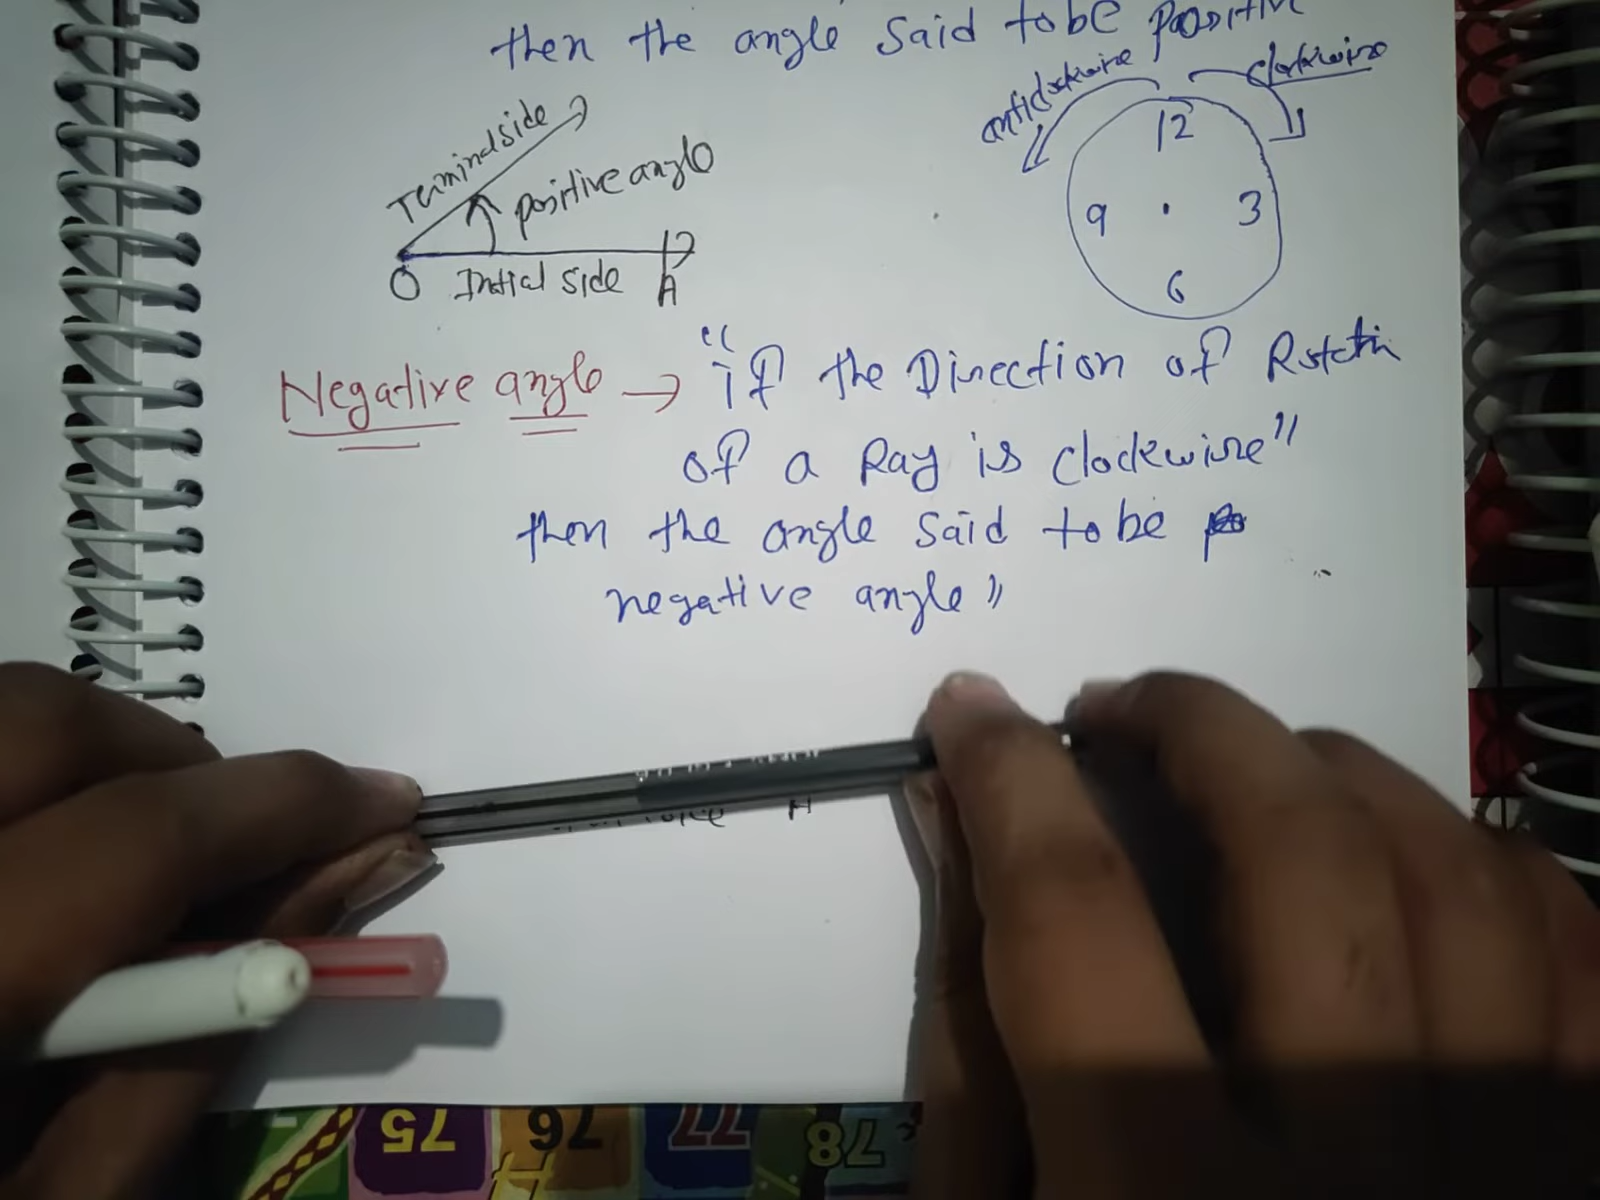 then the angle said to be positive
anticlockwise
clockwise
Terminal side
positive angle
O Initial side A
12
9 3
6
Negative angle → "if the Direction of Rotation
of a Ray is clockwise"
then the angle said to be
negative angle"
A
75 76 77 78